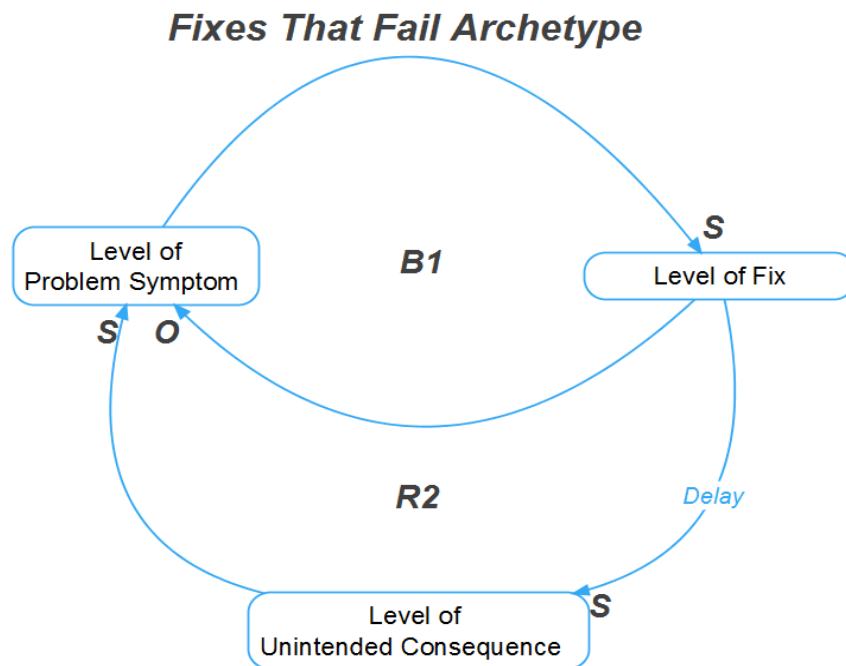 Fixes That Fail Archetype
S
Level of
Problem Symptom
B1
Level of Fix
S
O
R2
Delay
Level of
Unintended Consequence
S